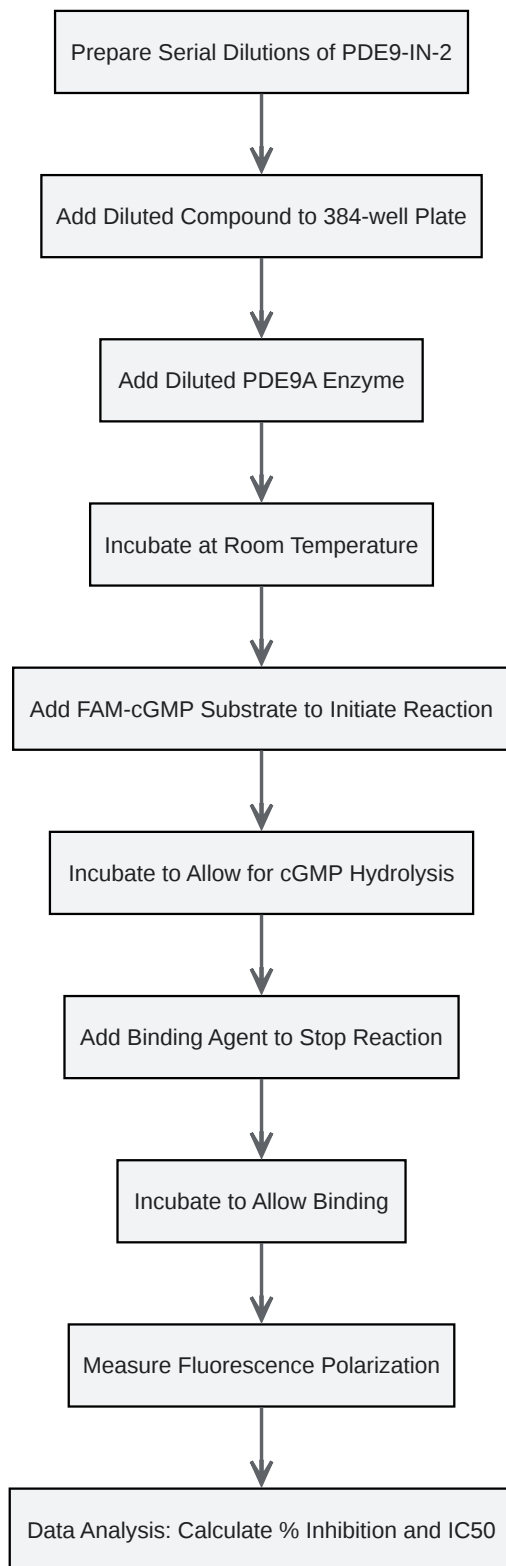 Prepare Serial Dilutions of PDE9-IN-2
Add Diluted Compound to 384-well Plate
Add Diluted PDE9A Enzyme
Incubate at Room Temperature
Add FAM-cGMP Substrate to Initiate Reaction
Incubate to Allow for cGMP Hydrolysis
Add Binding Agent to Stop Reaction
Incubate to Allow Binding
Measure Fluorescence Polarization
Data Analysis: Calculate % Inhibition and IC50